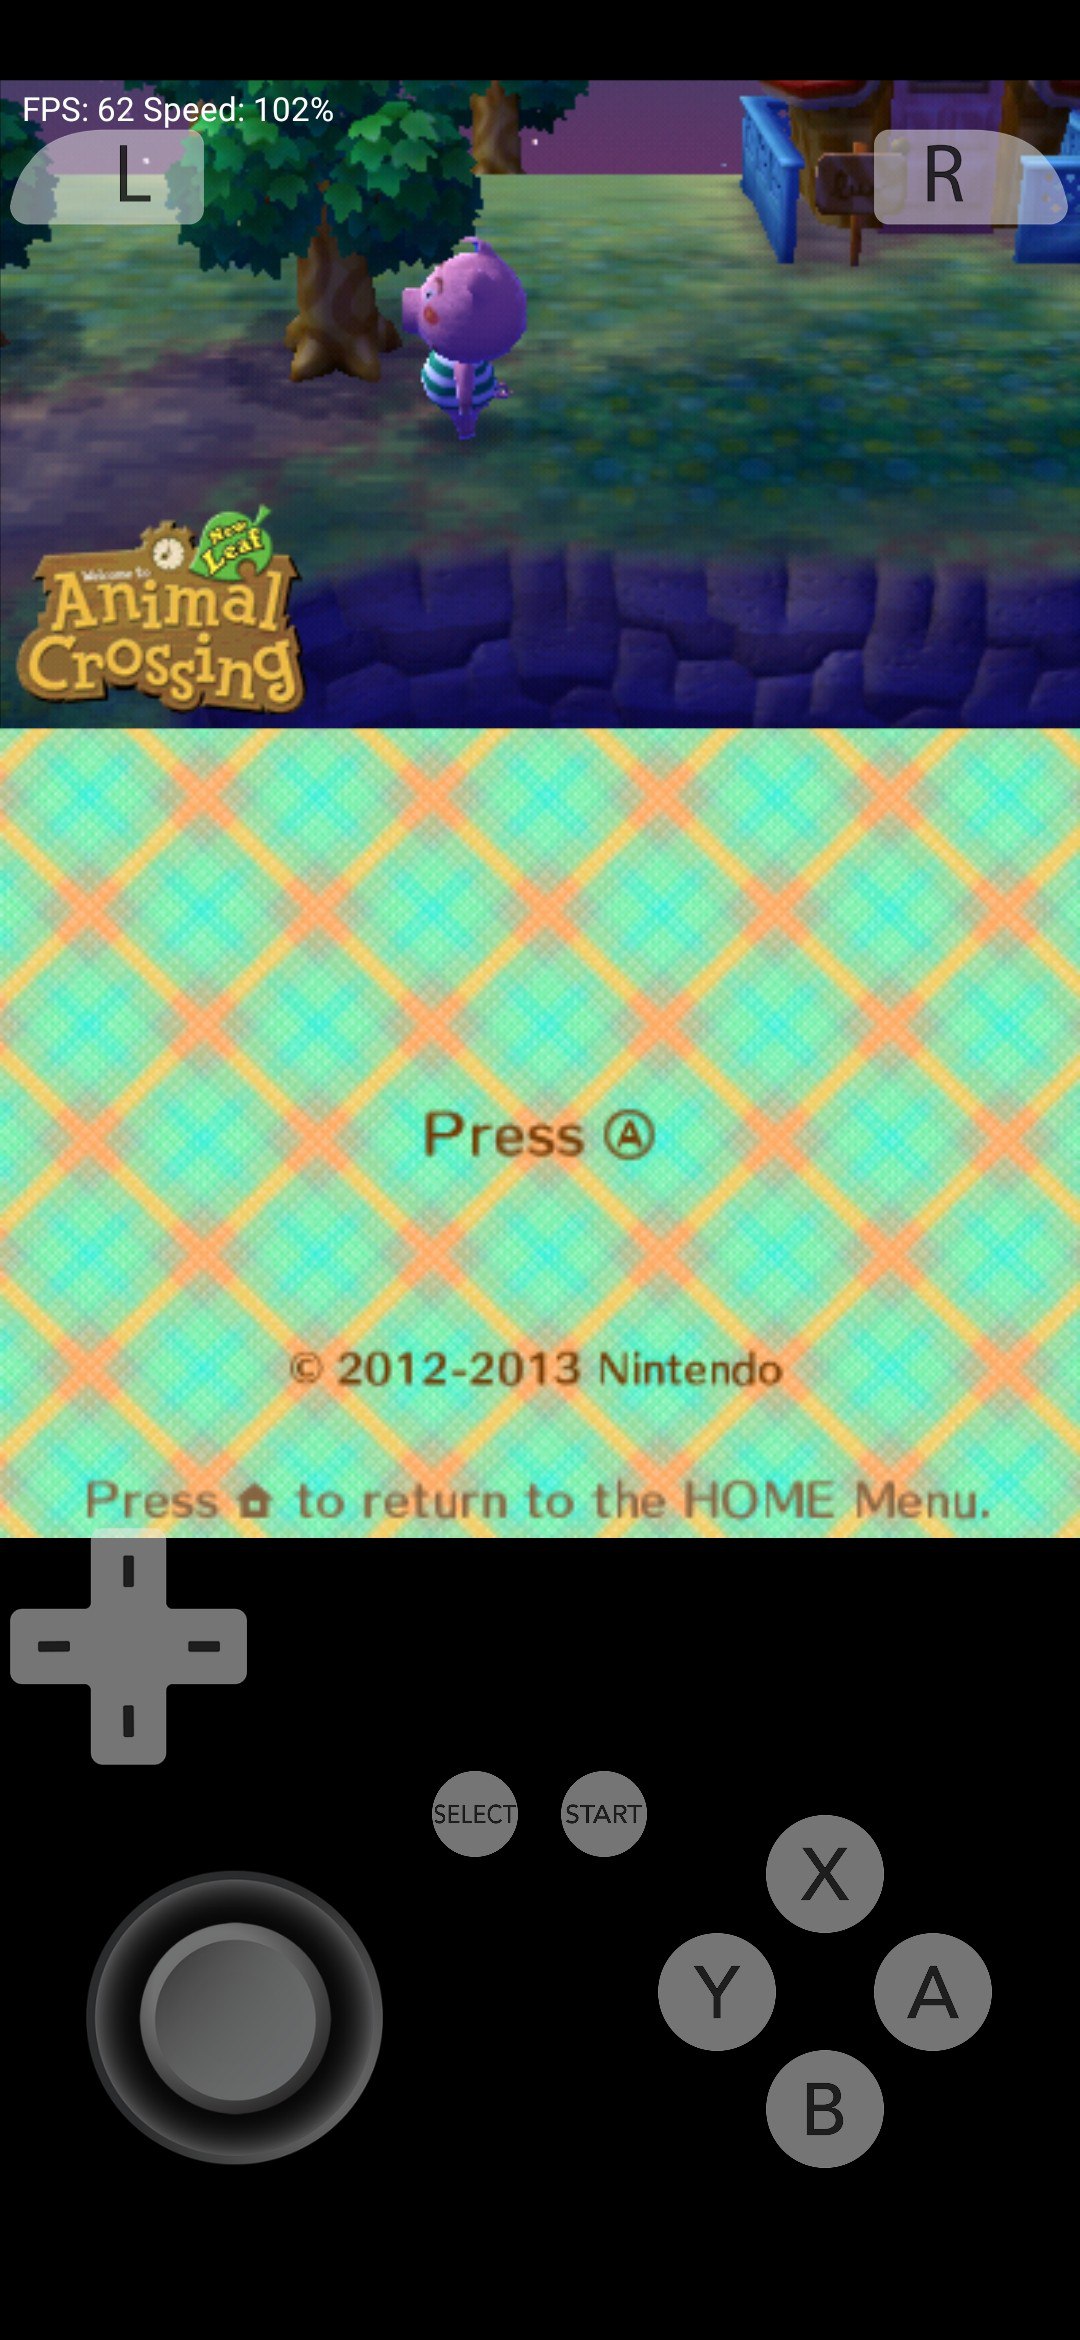 FPS: 62 Speed: 102%
L
R
New
Leaf
Welcome to
Animal
Crossing
Press Ⓐ
© 2012-2013 Nintendo
Press to return to the HOME Menu.
SELECT
START
X
Y
A
B